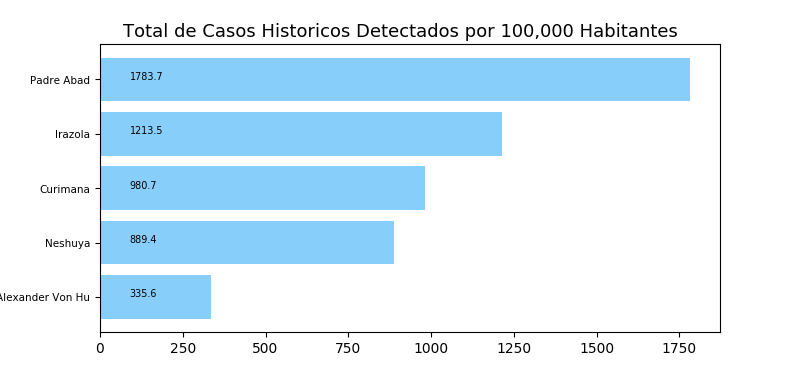 Total de Casos Historicos Detectados por 100,000 Habitantes
Padre Abad 1783.7
Irazola 1213.5
Curimana 980.7
Neshuya 889.4
Alexander Von Hu 335.6
0 250 500 750 1000 1250 1500 1750